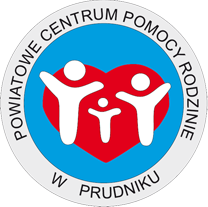 POWIATOWE CENTRUM POMOCY RODZINIE
W PRUDNIKU